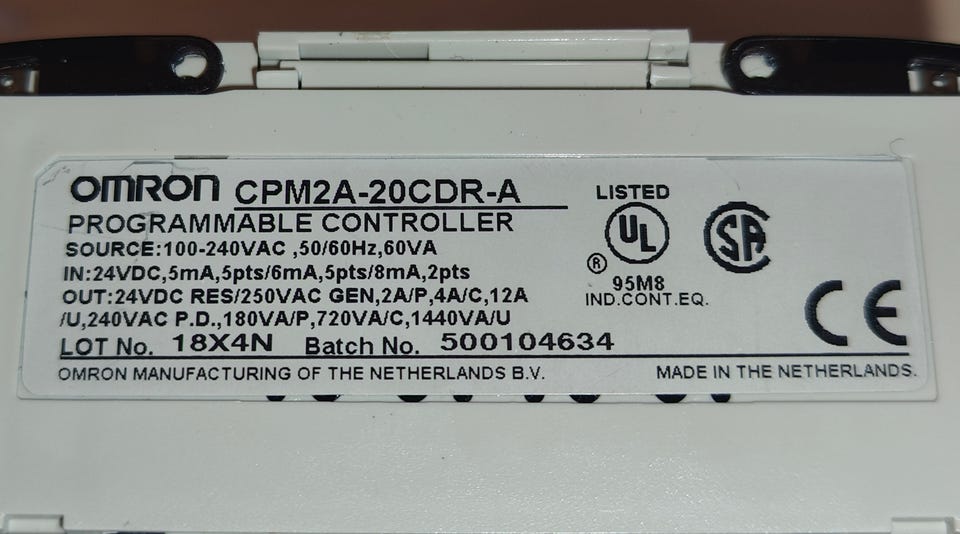 OMRON CPM2A-20CDR-A
PROGRAMMABLE CONTROLLER
SOURCE:100-240VAC ,50/60Hz,60VA
IN:24VDC,5mA,5pts/6mA,5pts/8mA,2pts
OUT:24VDC RES/250VAC GEN,2A/P,4A/C,12A
/U,240VAC P.D.,180VA/P,720VA/C,1440VA/U
LOT No. 18X4N Batch No. 500104634
OMRON MANUFACTURING OF THE NETHERLANDS B.V.
LISTED
UL
®
95M8
IND.CONT.EQ.
SA
CE
MADE IN THE NETHERLANDS.